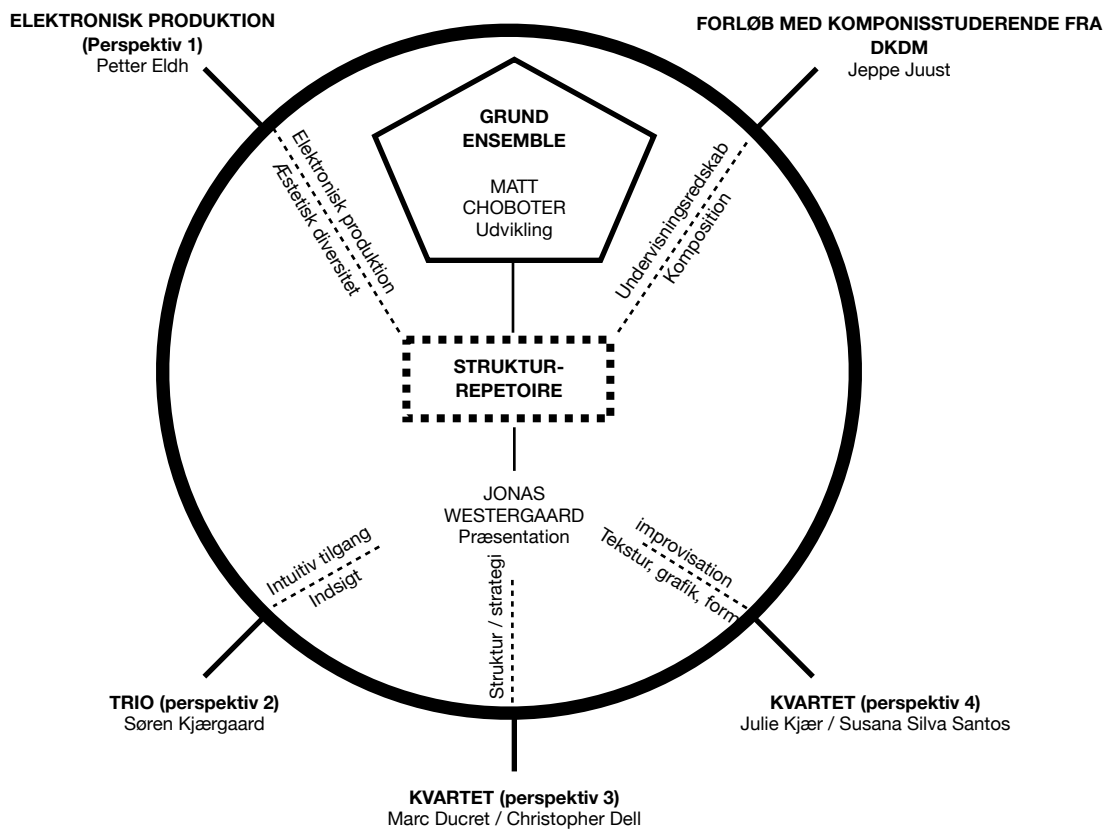 ELEKTRONISK PRODUKTION
(Perspektiv 1)
Petter Eldh
FORLØB MED KOMPONISSTUDERENDE FRA
DKDM
Jeppe Juust
GRUND
ENSEMBLE
MATT
CHOBOTER
Udvikling
Elektronisk produktion
Æstetisk diversitet
Undervisningsredskab
Komposition
STRUKTUR-
REPETOIRE
JONAS
WESTERGAARD
Præsentation
Intuitiv tilgang
Indsigt
Struktur / strategi
improvisation
Tekstur, grafik, form
TRIO (perspektiv 2)
Søren Kjærgaard
KVARTET (perspektiv 4)
Julie Kjær / Susana Silva Santos
KVARTET (perspektiv 3)
Marc Ducret / Christopher Dell